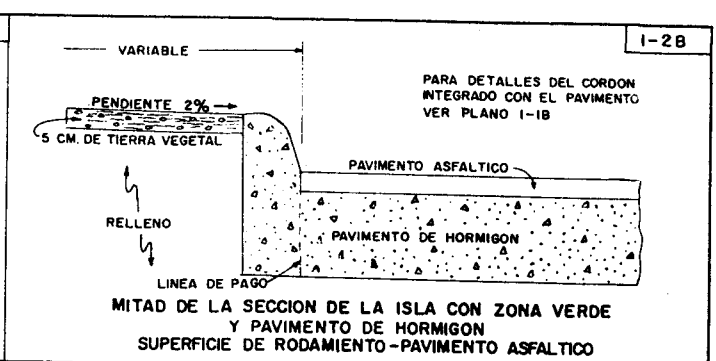 1-2B
VARIABLE
PARA DETALLES DEL CORDON
INTEGRADO CON EL PAVIMENTO
VER PLANO 1-1B
PENDIENTE 2%
5 CM. DE TIERRA VEGETAL
PAVIMENTO ASFALTICO
RELLENO
PAVIMENTO DE HORMIGON
LINEA DE PAGO
MITAD DE LA SECCION DE LA ISLA CON ZONA VERDE
Y PAVIMENTO DE HORMIGON
SUPERFICIE DE RODAMIENTO-PAVIMENTO ASFALTICO